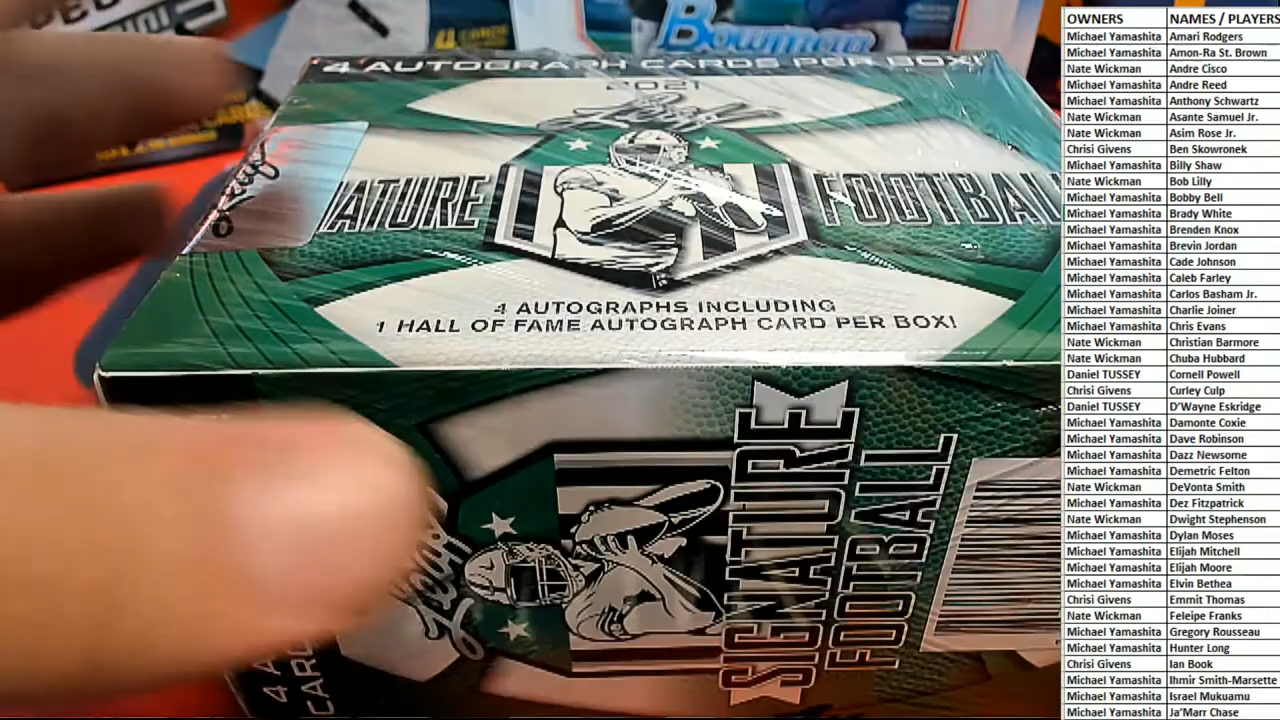 4 CARDS
Bowman
4 AUTOGRAPH CARDS PER BOX!
2021
Leaf
Leaf
NATURE
FOOTBALL
4 AUTOGRAPHS INCLUDING
1 HALL OF FAME AUTOGRAPH CARD PER BOX!
SIGNATURE
FOOTBALL
Leaf
4 A
CARD
OWNERS NAMES / PLAYERS
Michael Yamashita Amari Rodgers
Michael Yamashita Amon-Ra St. Brown
Nate Wickman Andre Cisco
Michael Yamashita Andre Reed
Michael Yamashita Anthony Schwartz
Nate Wickman Asante Samuel Jr.
Nate Wickman Asim Rose Jr.
Chrisi Givens Ben Skowronek
Michael Yamashita Billy Shaw
Nate Wickman Bob Lilly
Michael Yamashita Bobby Bell
Michael Yamashita Brady White
Michael Yamashita Brenden Knox
Michael Yamashita Brevin Jordan
Michael Yamashita Cade Johnson
Michael Yamashita Caleb Farley
Michael Yamashita Carlos Basham Jr.
Michael Yamashita Charlie Joiner
Michael Yamashita Chris Evans
Nate Wickman Christian Barmore
Nate Wickman Chuba Hubbard
Daniel TUSSEY Cornell Powell
Chrisi Givens Curley Culp
Daniel TUSSEY D'Wayne Eskridge
Michael Yamashita Damonte Coxie
Michael Yamashita Dave Robinson
Michael Yamashita Dazz Newsome
Michael Yamashita Demetric Felton
Nate Wickman DeVonta Smith
Michael Yamashita Dez Fitzpatrick
Nate Wickman Dwight Stephenson
Michael Yamashita Dylan Moses
Michael Yamashita Elijah Mitchell
Michael Yamashita Elijah Moore
Michael Yamashita Elvin Bethea
Chrisi Givens Emmit Thomas
Nate Wickman Feleipe Franks
Michael Yamashita Gregory Rousseau
Michael Yamashita Hunter Long
Chrisi Givens Ian Book
Michael Yamashita Ihmir Smith-Marsette
Michael Yamashita Israel Mukuamu
Michael Yamashita Ja'Marr Chase